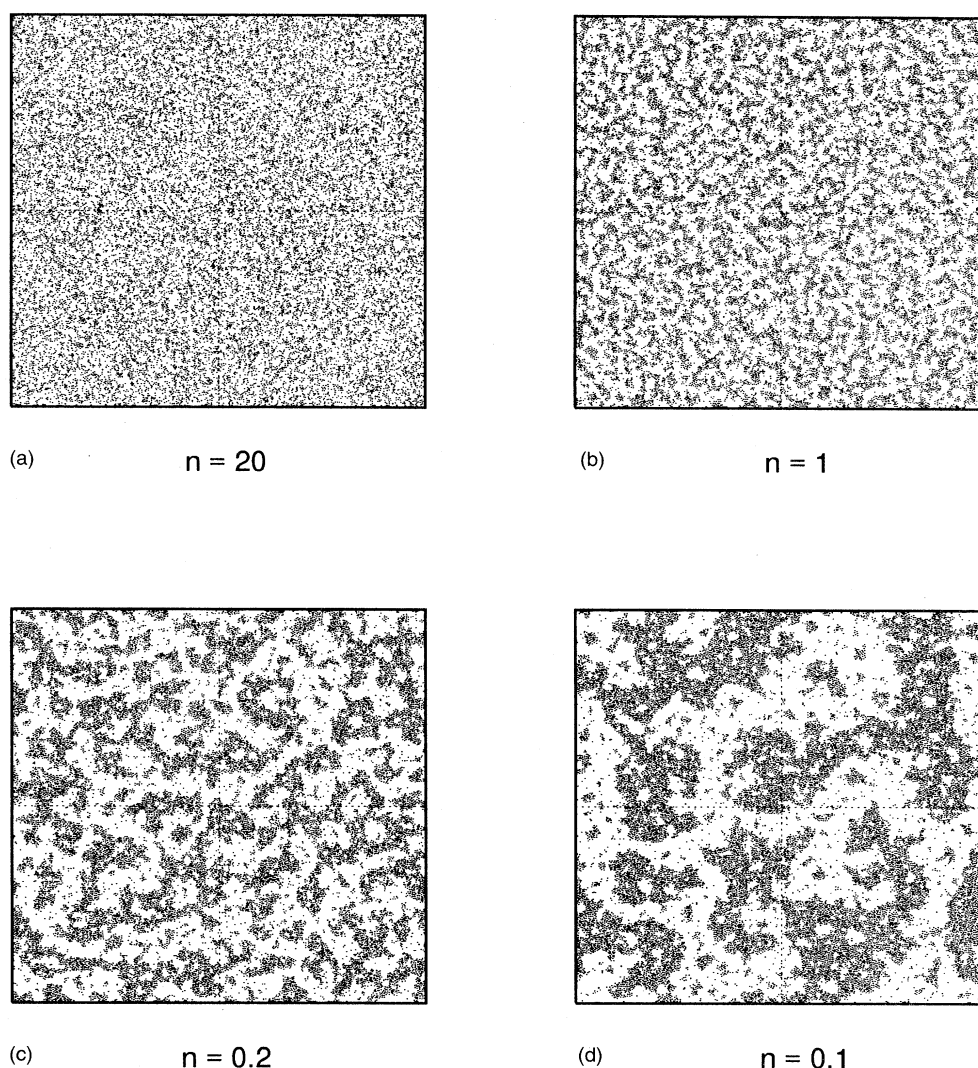 (a) n = 20
(b) n = 1
(c) n = 0.2
(d) n = 0.1